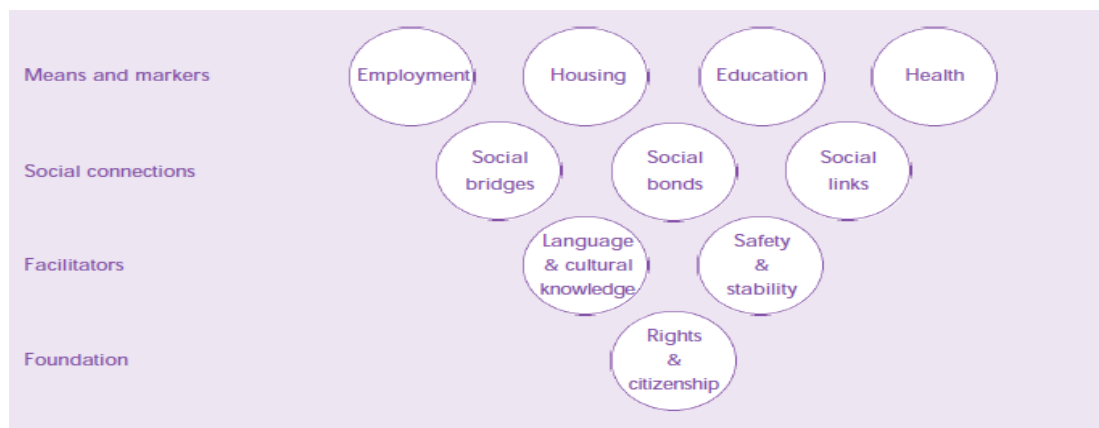 Means and markers
Employment
Housing
Education
Health
Social connections
Social
bridges
Social
bonds
Social
links
Facilitators
Language
& cultural
knowledge
Safety
&
stability
Foundation
Rights
&
citizenship